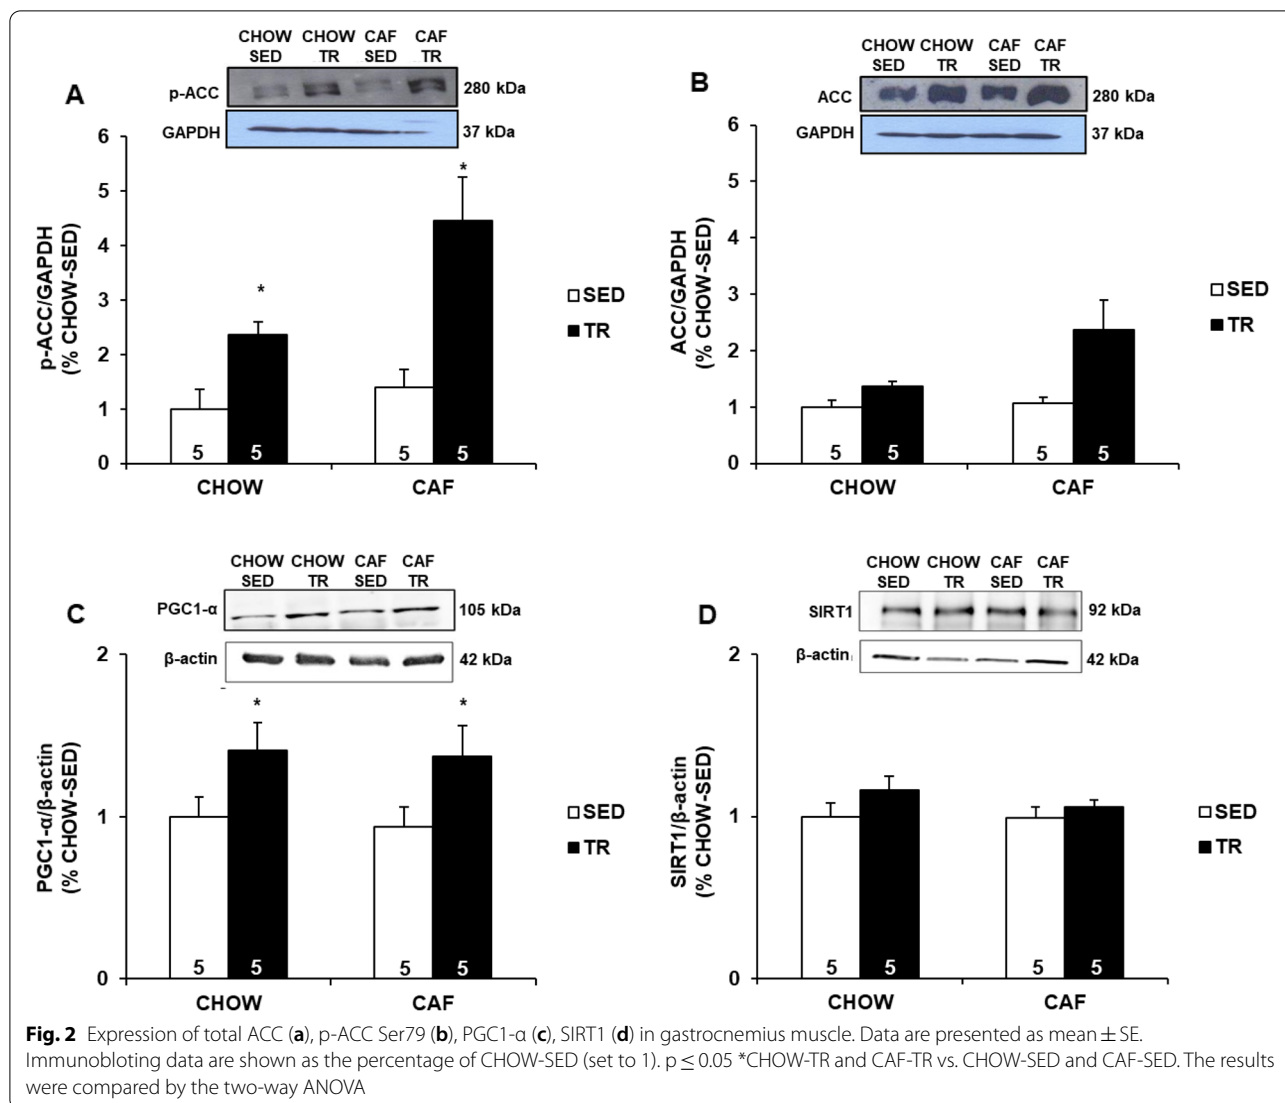 CHOW CHOW CAF CAF
SED TR SED TR
A
p-ACC
280 kDa
GAPDH
37 kDa
p-ACC/GAPDH
(% CHOW-SED)
6
5
4
3
2
1
0
*
*
5
5
5
5
CHOW
CAF
SED
TR
CHOW CHOW CAF CAF
SED TR SED TR
B
ACC
280 kDa
GAPDH
37 kDa
ACC/GAPDH
(% CHOW-SED)
6
5
4
3
2
1
0
5
5
5
5
CHOW
CAF
SED
TR
CHOW CHOW CAF CAF
SED TR SED TR
C
PGC1-α
105 kDa
β-actin
42 kDa
PGC1-α/β-actin
(% CHOW-SED)
2
1
0
*
*
5
5
5
5
CHOW
CAF
SED
TR
CHOW CHOW CAF CAF
SED TR SED TR
D
SIRT1
92 kDa
β-actin
42 kDa
SIRT1/β-actin
(% CHOW-SED)
2
1
0
5
5
5
5
CHOW
CAF
SED
TR
Fig. 2 Expression of total ACC (a), p-ACC Ser79 (b), PGC1-α (c), SIRT1 (d) in gastrocnemius muscle. Data are presented as mean ± SE.
Immunobloting data are shown as the percentage of CHOW-SED (set to 1). p ≤ 0.05 *CHOW-TR and CAF-TR vs. CHOW-SED and CAF-SED. The results
were compared by the two-way ANOVA